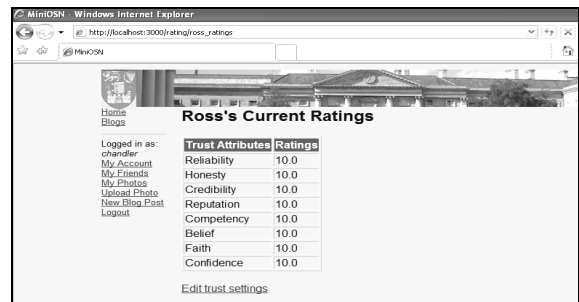 MiniOSN - Windows Internet Explorer
http://localhost:3000/rating/ross_ratings
MiniOSN
Home
Blogs
Logged in as:
chandler
My Account
My Friends
My Photos
Upload Photo
New Blog Post
Logout
Ross's Current Ratings
Trust Attributes Ratings
Reliability 10.0
Honesty 10.0
Credibility 10.0
Reputation 10.0
Competency 10.0
Belief 10.0
Faith 10.0
Confidence 10.0
Edit trust settings